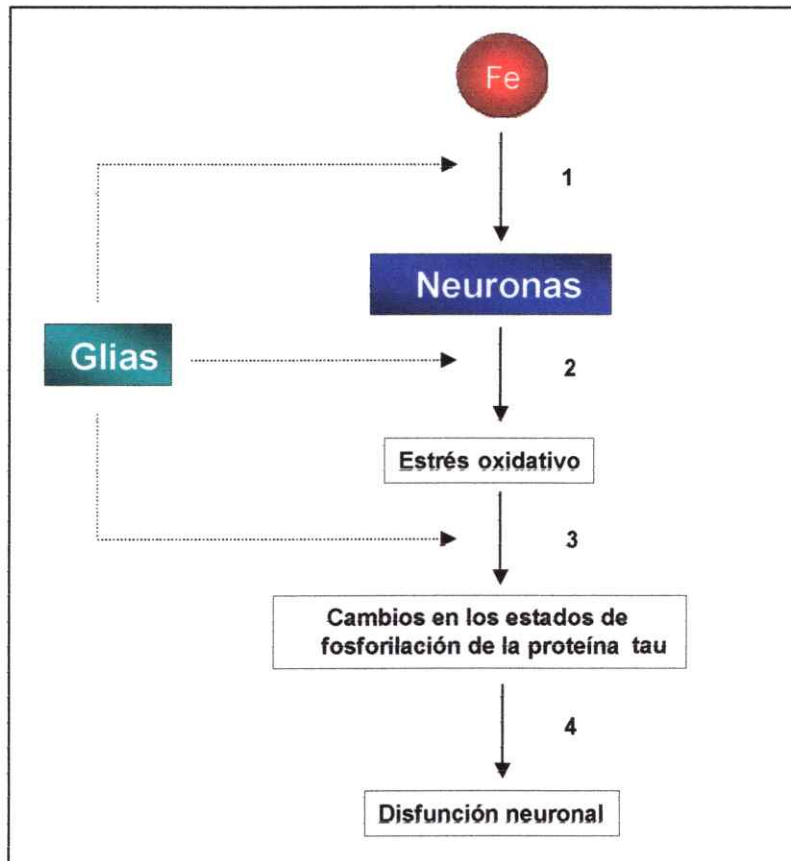 Fe
1
Neuronas
Glias
2
Estrés oxidativo
3
Cambios en los estados de
fosforilación de la proteína tau
4
Disfunción neuronal